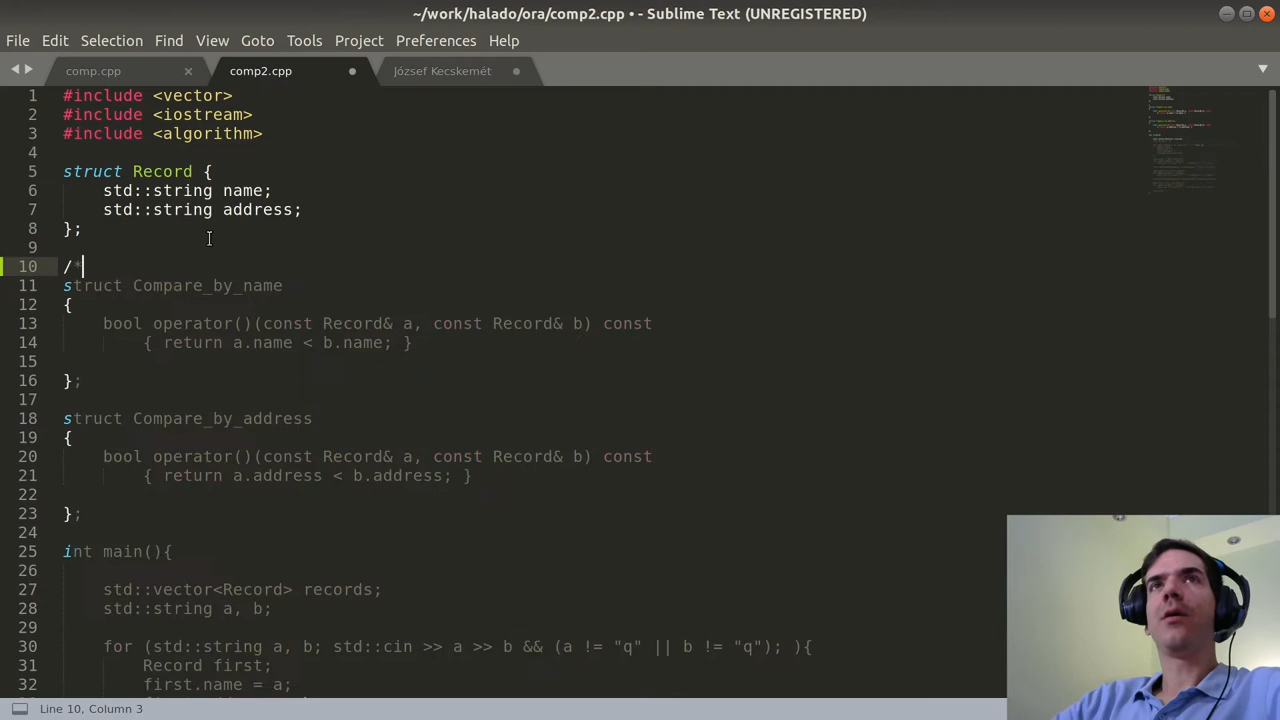 ~/work/halado/ora/comp2.cpp • - Sublime Text (UNREGISTERED)
File Edit Selection Find View Goto Tools Project Preferences Help
comp.cpp comp2.cpp József Kecskemét
1 #include <vector>
2 #include <iostream>
3 #include <algorithm>
4
5 struct Record {
6 std::string name;
7 std::string address;
8 };
9
10 /*
11 struct Compare_by_name
12 {
13 bool operator()(const Record& a, const Record& b) const
14 { return a.name < b.name; }
15
16 };
17
18 struct Compare_by_address
19 {
20 bool operator()(const Record& a, const Record& b) const
21 { return a.address < b.address; }
22
23 };
24
25 int main(){
26
27 std::vector<Record> records;
28 std::string a, b;
29
30 for (std::string a, b; std::cin >> a >> b && (a != "q" || b != "q"); ){
31 Record first;
32 first.name = a;
Line 10, Column 3